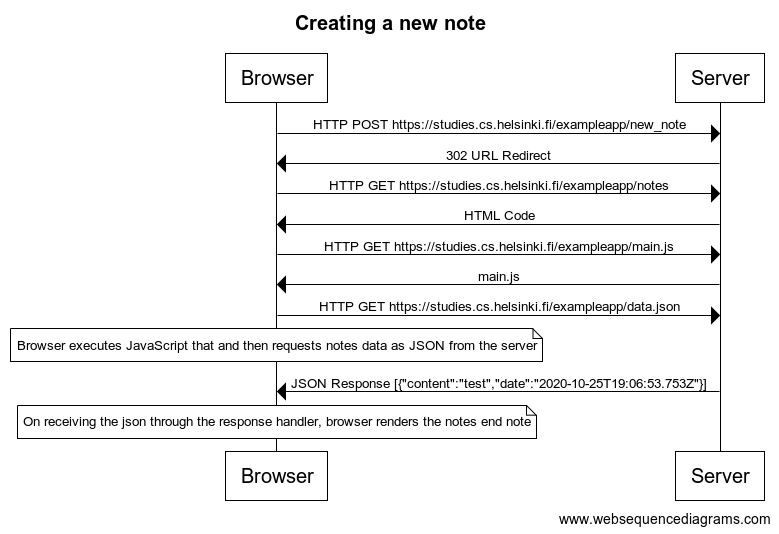 Creating a new note
Browser
Server
HTTP POST https://studies.cs.helsinki.fi/exampleapp/new_note
302 URL Redirect
HTTP GET https://studies.cs.helsinki.fi/exampleapp/notes
HTML Code
HTTP GET https://studies.cs.helsinki.fi/exampleapp/main.js
main.js
HTTP GET https://studies.cs.helsinki.fi/exampleapp/data.json
Browser executes JavaScript that and then requests notes data as JSON from the server
JSON Response [{"content":"test","date":"2020-10-25T19:06:53.753Z"}]
On receiving the json through the response handler, browser renders the notes end note
Browser
Server
www.websequencediagrams.com